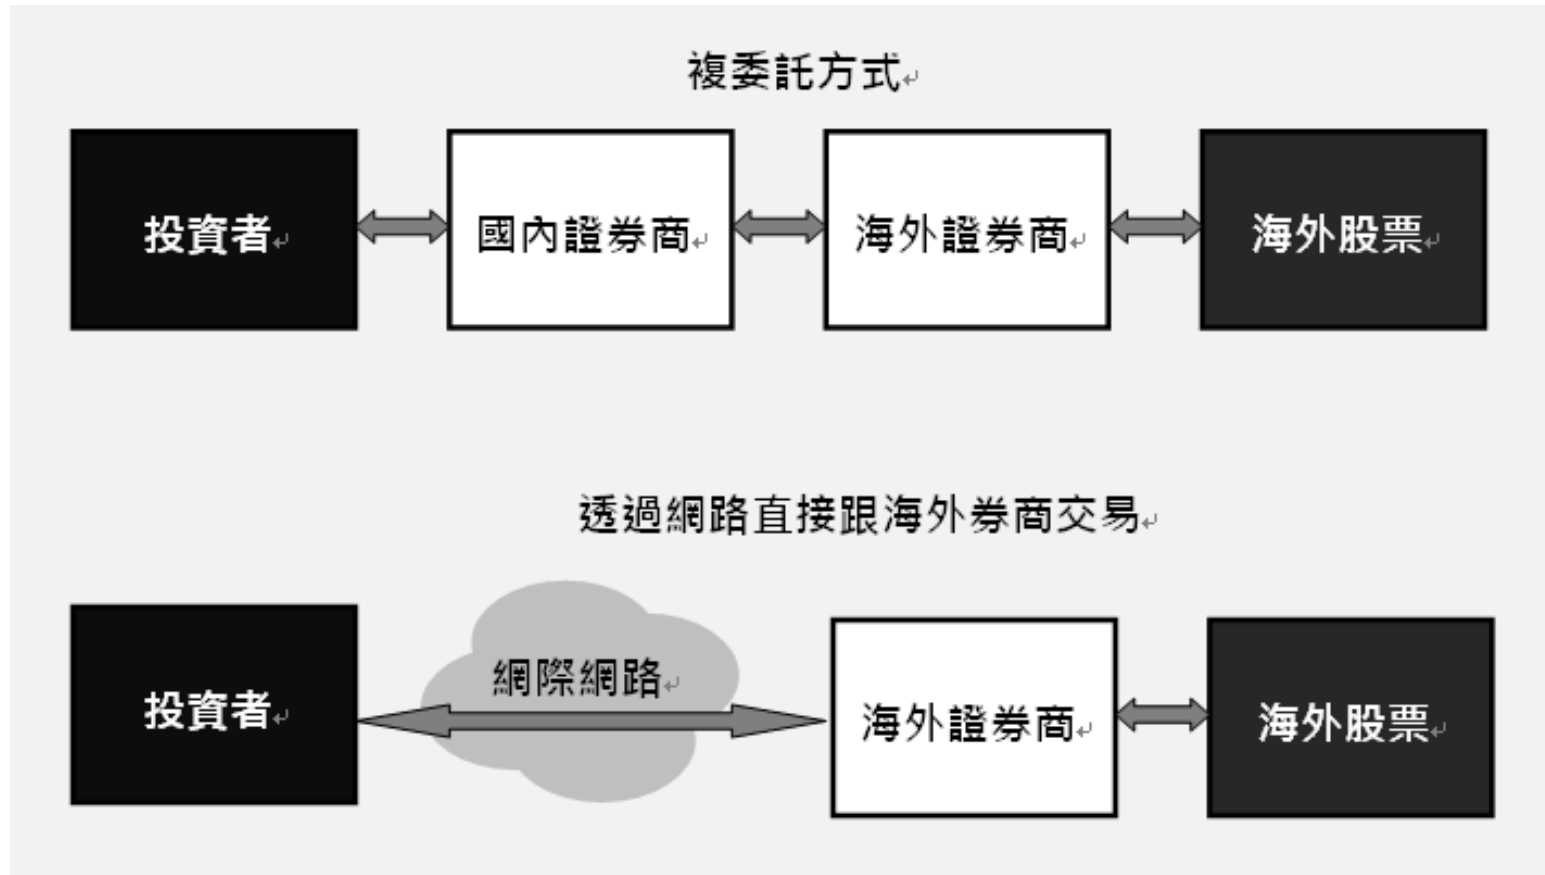 複委託方式
投資者
國內證券商
海外證券商
海外股票
透過網路直接跟海外券商交易
網際網路
投資者
海外證券商
海外股票